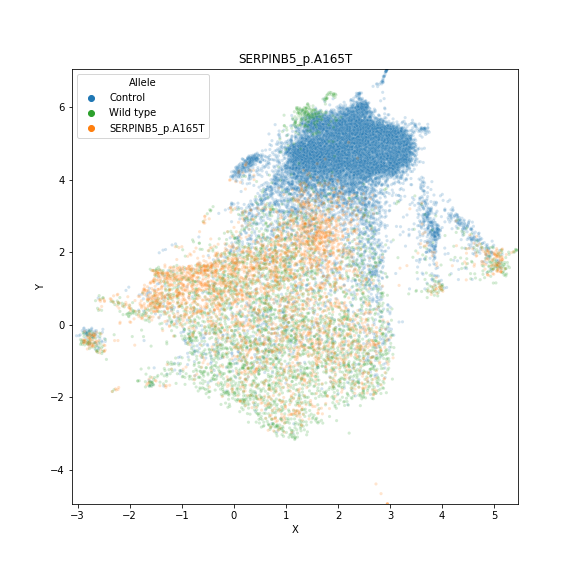 SERPINB5_p.A165T
Allele
Control
Wild type
SERPINB5_p.A165T
6
4
2
0
−2
−4
Y
−3 −2 −1 0 1 2 3 4 5
X